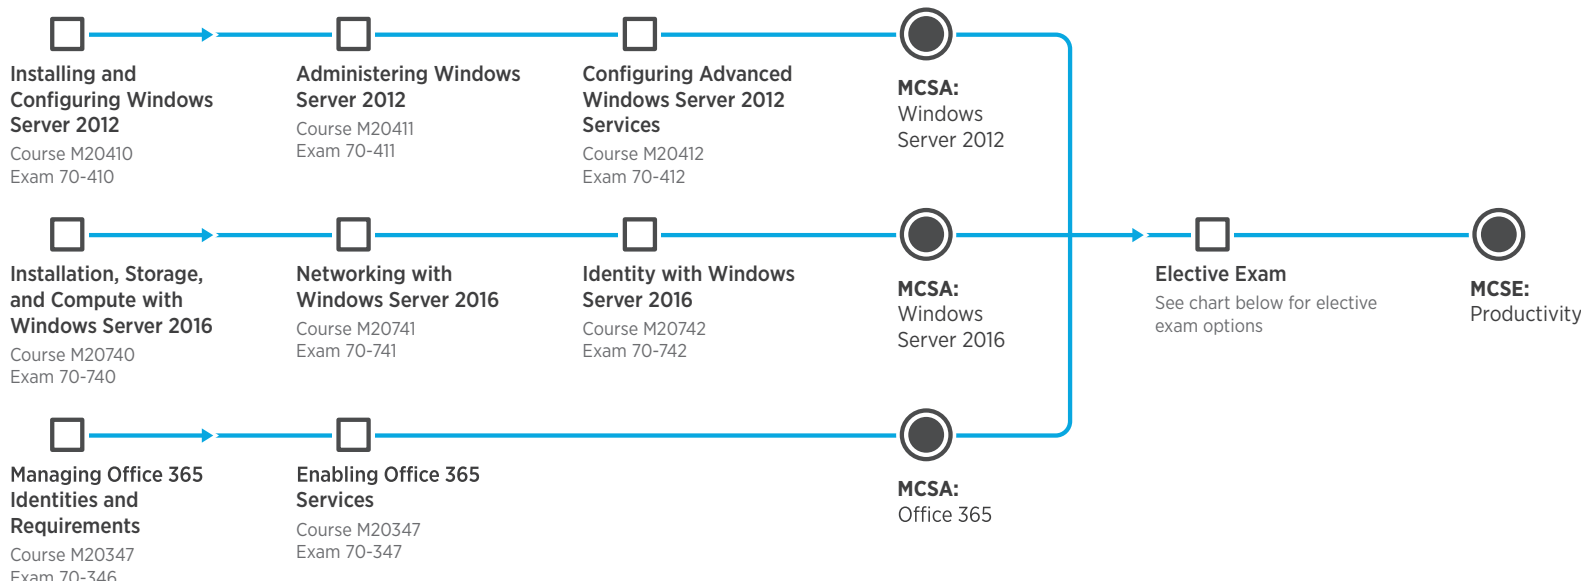 Installing and
Configuring Windows
Server 2012
Course M20410
Exam 70-410
Administering Windows
Server 2012
Course M20411
Exam 70-411
Configuring Advanced
Windows Server 2012
Services
Course M20412
Exam 70-412
MCSA:
Windows
Server 2012
Installation, Storage,
and Compute with
Windows Server 2016
Course M20740
Exam 70-740
Networking with
Windows Server 2016
Course M20741
Exam 70-741
Identity with Windows
Server 2016
Course M20742
Exam 70-742
MCSA:
Windows
Server 2016
Elective Exam
See chart below for elective
exam options
MCSE:
Productivity
Managing Office 365
Identities and
Requirements
Course M20347
Exam 70-346
Enabling Office 365
Services
Course M20347
Exam 70-347
MCSA:
Office 365